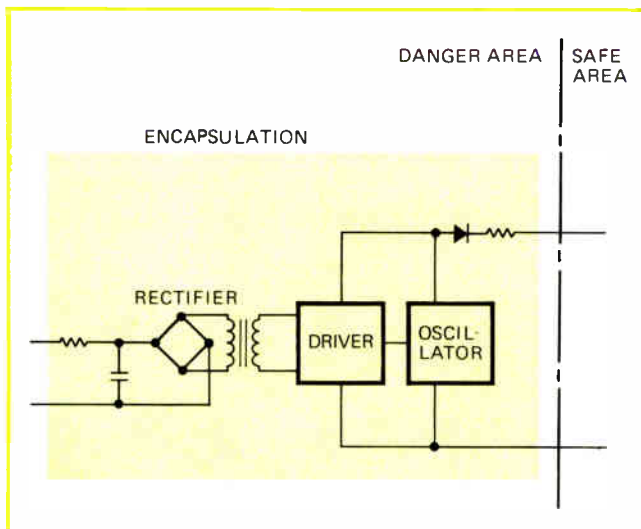 DANGER AREA
SAFE
AREA
ENCAPSULATION
RECTIFIER
DRIVER
OSCIL-
LATOR